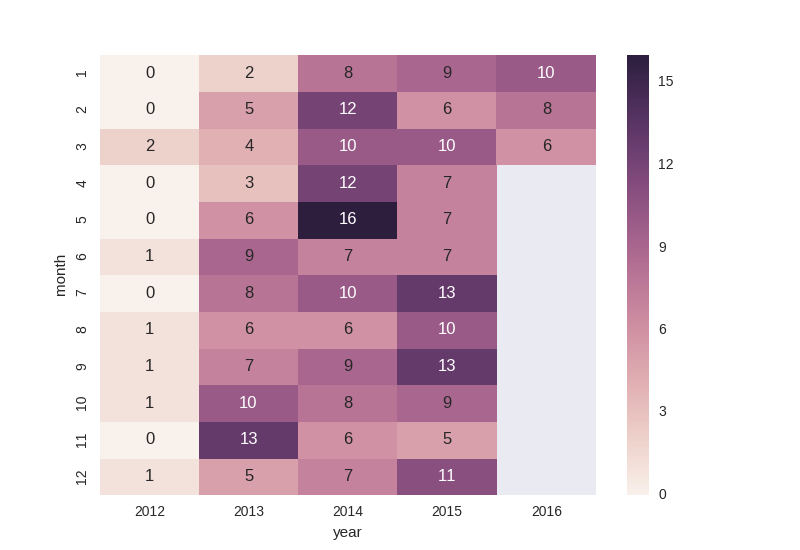 1 0 2 8 9 10
2 0 5 12 6 8
3 2 4 10 10 6
4 0 3 12 7
5 0 6 16 7
6 1 9 7 7
7 0 8 10 13
8 1 6 6 10
9 1 7 9 13
10 1 10 8 9
11 0 13 6 5
12 1 5 7 11
month
2012 2013 2014 2015 2016
year
15
12
9
6
3
0